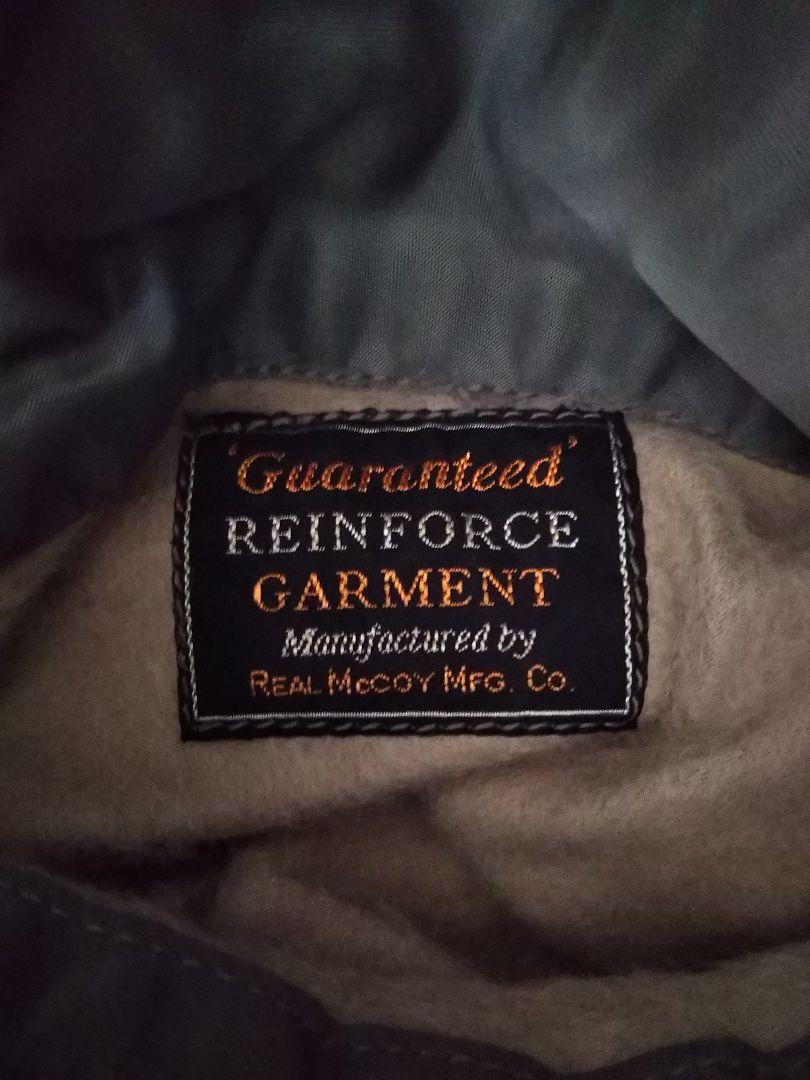 'Guaranteed'
REINFORCE
GARMENT
Manufactured by
REAL McCOY MFG. CO.